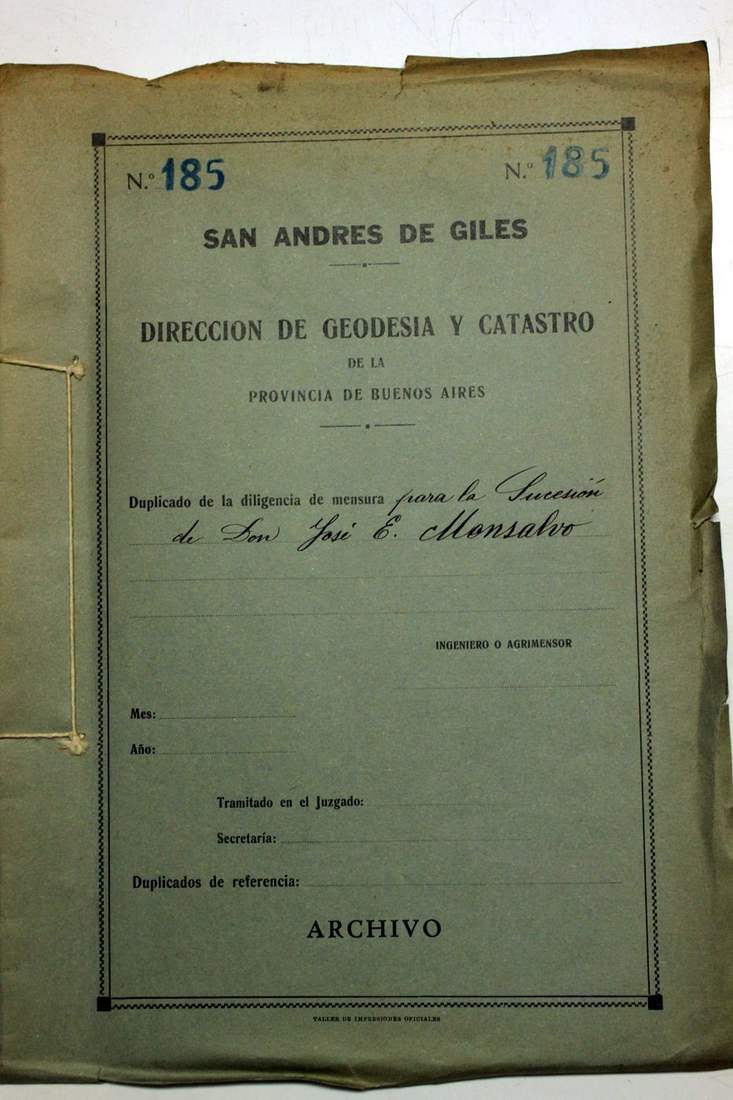 N.º 185 N.º 185
SAN ANDRES DE GILES
DIRECCION DE GEODESIA Y CATASTRO
DE LA
PROVINCIA DE BUENOS AIRES
Duplicado de la diligencia de mensura para la Sucesión
de Don José E. Monsalvo
INGENIERO O AGRIMENSOR
Mes:
Año:
Tramitado en el Juzgado:
Secretaría:
Duplicados de referencia:
ARCHIVO
TALLER DE IMPRESIONES OFICIALES